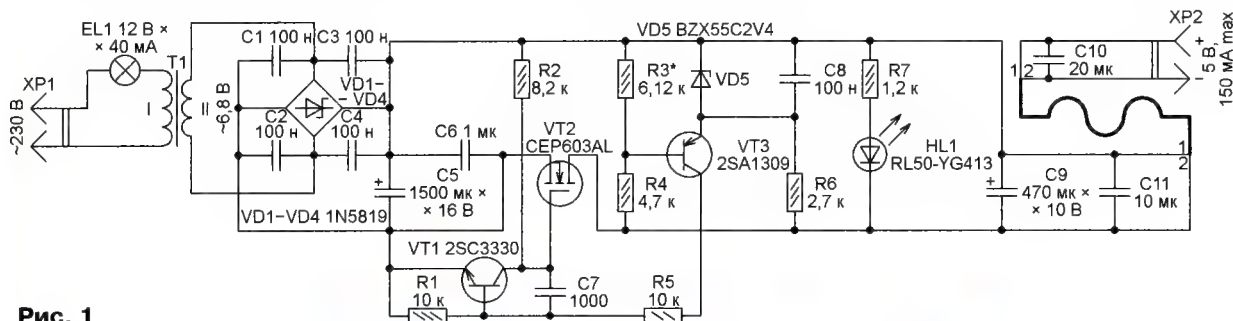 EL1 12 В ×
× 40 мА
XP1
~230 В
T1
I
II
~6,8 В
C1 100 н
C3 100 н
VD1–
VD4
C2
100 н
C4
100 н
VD1–VD4 1N5819
C6 1 мк
C5
1500 мк ×
× 16 В
VT1 2SC3330
R1
10 к
R2
8,2 к
VT2
CEP603AL
C7
1000
R3*
6,12 к
R4
4,7 к
R5
10 к
VD5 BZX55C2V4
VD5
VT3
2SA1309
C8
100 н
R6
2,7 к
R7
1,2 к
HL1
RL50-YG413
C9
470 мк ×
× 10 В
C11
10 мк
1
2
1
2
C10
20 мк
XP2
+
-
5 В,
150 мА max
Рис. 1